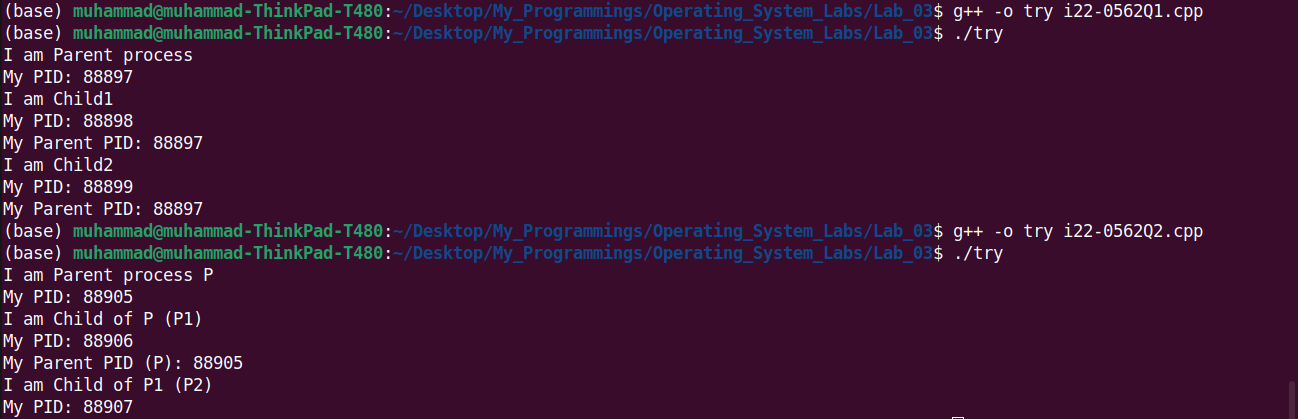 (base) muhammad@muhammad-ThinkPad-T480:~/Desktop/My_Programmings/Operating_System_Labs/Lab_03$ g++ -o try i22-0562Q1.cpp
(base) muhammad@muhammad-ThinkPad-T480:~/Desktop/My_Programmings/Operating_System_Labs/Lab_03$ ./try
I am Parent process
My PID: 88897
I am Child1
My PID: 88898
My Parent PID: 88897
I am Child2
My PID: 88899
My Parent PID: 88897
(base) muhammad@muhammad-ThinkPad-T480:~/Desktop/My_Programmings/Operating_System_Labs/Lab_03$ g++ -o try i22-0562Q2.cpp
(base) muhammad@muhammad-ThinkPad-T480:~/Desktop/My_Programmings/Operating_System_Labs/Lab_03$ ./try
I am Parent process P
My PID: 88905
I am Child of P (P1)
My PID: 88906
My Parent PID (P): 88905
I am Child of P1 (P2)
My PID: 88907